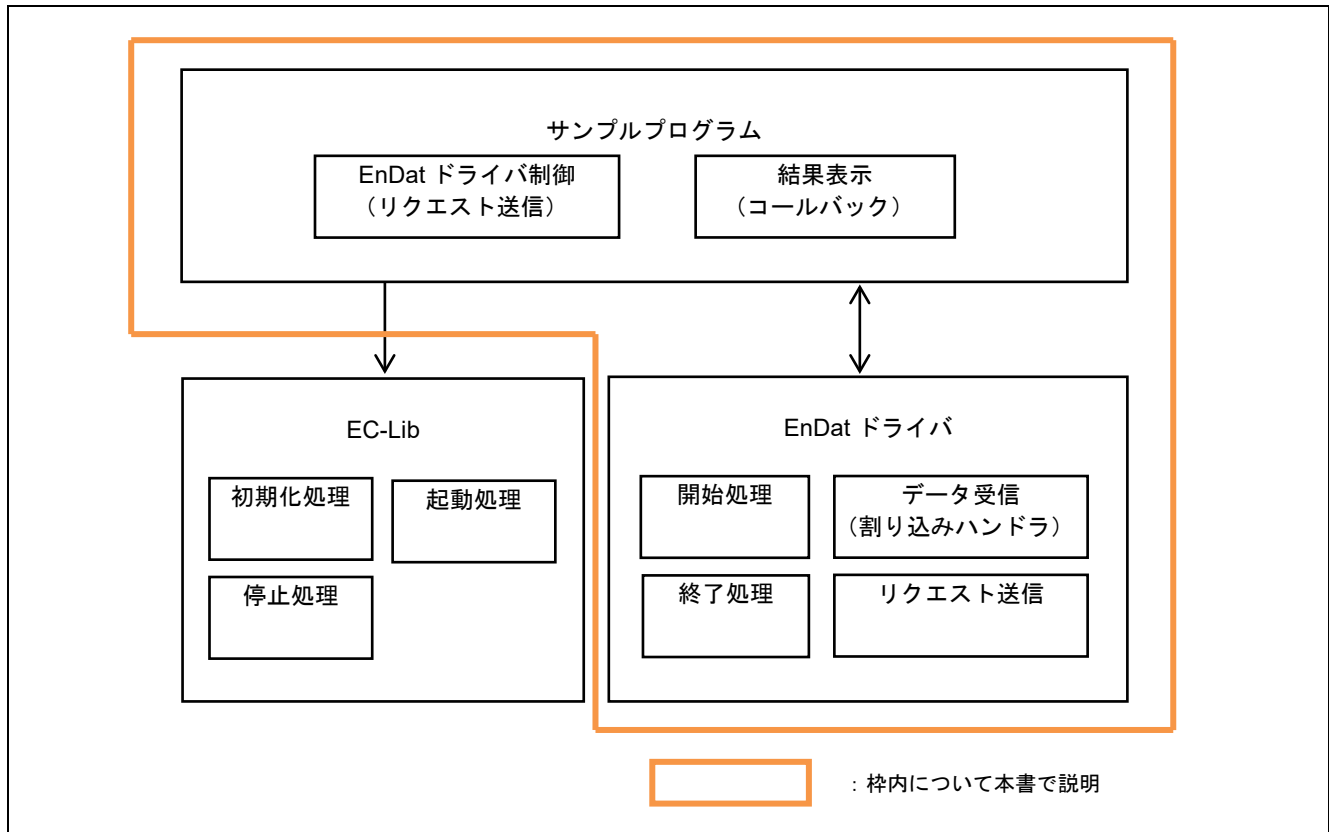 サンプルプログラム
EnDat ドライバ制御
（リクエスト送信）
結果表示
（コールバック）
EC-Lib
初期化処理
起動処理
停止処理
EnDat ドライバ
開始処理
データ受信
（割り込みハンドラ）
終了処理
リクエスト送信
：枠内について本書で説明